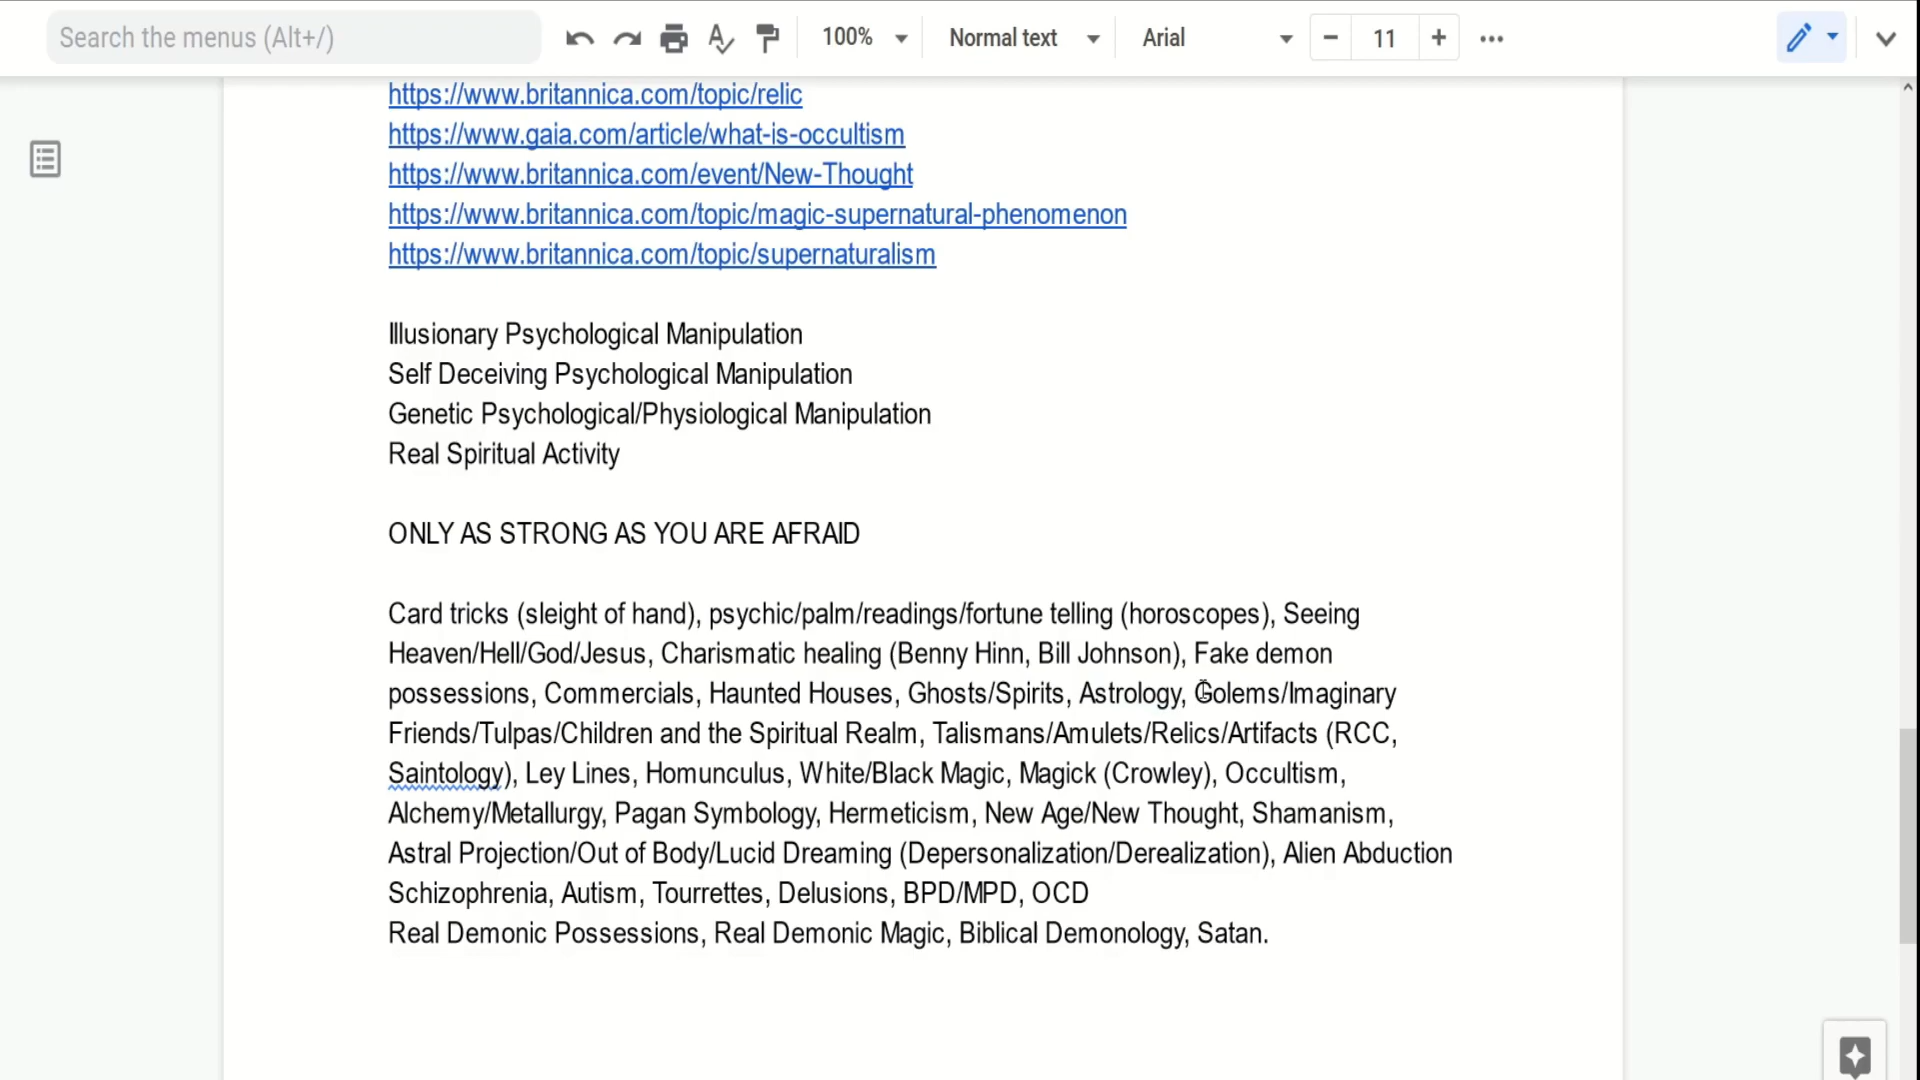 Search the menus (Alt+/)
100%
Normal text
Arial
11
https://www.britannica.com/topic/relic
https://www.gaia.com/article/what-is-occultism
https://www.britannica.com/event/New-Thought
https://www.britannica.com/topic/magic-supernatural-phenomenon
https://www.britannica.com/topic/supernaturalism
Illusionary Psychological Manipulation
Self Deceiving Psychological Manipulation
Genetic Psychological/Physiological Manipulation
Real Spiritual Activity
ONLY AS STRONG AS YOU ARE AFRAID
Card tricks (sleight of hand), psychic/palm/readings/fortune telling (horoscopes), Seeing
Heaven/Hell/God/Jesus, Charismatic healing (Benny Hinn, Bill Johnson), Fake demon
possessions, Commercials, Haunted Houses, Ghosts/Spirits, Astrology, Golems/Imaginary
Friends/Tulpas/Children and the Spiritual Realm, Talismans/Amulets/Relics/Artifacts (RCC,
Saintology), Ley Lines, Homunculus, White/Black Magic, Magick (Crowley), Occultism,
Alchemy/Metallurgy, Pagan Symbology, Hermeticism, New Age/New Thought, Shamanism,
Astral Projection/Out of Body/Lucid Dreaming (Depersonalization/Derealization), Alien Abduction
Schizophrenia, Autism, Tourrettes, Delusions, BPD/MPD, OCD
Real Demonic Possessions, Real Demonic Magic, Biblical Demonology, Satan.